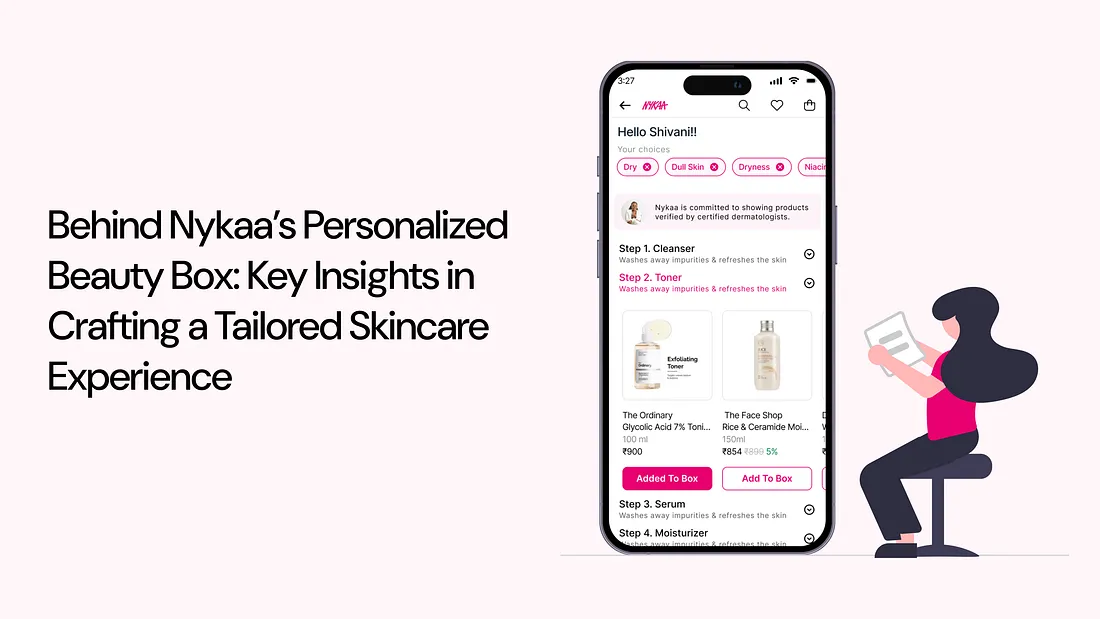 Behind Nykaa’s Personalized
Beauty Box: Key Insights in
Crafting a Tailored Skincare
Experience
3:27
NYKAA
Hello Shivani!!
Your choices
Dry
Dull Skin
Dryness
Nykaa is committed to showing products
verified by certified dermatologists.
Step 1. Cleanser
Washes away impurities & refreshes the skin
Step 2. Toner
Washes away impurities & refreshes the skin
Ordinary
Exfoliating
Toner
The Ordinary
Glycolic Acid 7% Toni...
100 ml
₹900
Added To Box
The Face Shop
Rice & Ceramide Moi...
150ml
₹854 ₹899 5%
Add To Box
Step 3. Serum
Washes away impurities & refreshes the skin
Step 4. Moisturizer
Washes away impurities & refreshes the skin